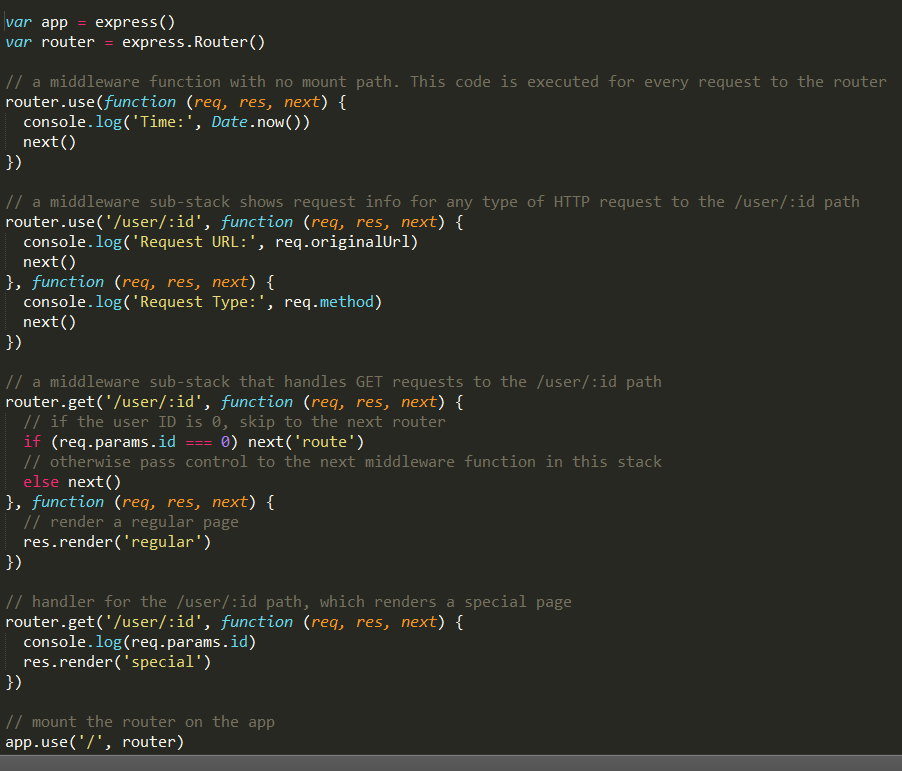 var app = express()
var router = express.Router()
// a middleware function with no mount path. This code is executed for every request to the router
router.use(function (req, res, next) {
  console.log('Time:', Date.now())
  next()
})
// a middleware sub-stack shows request info for any type of HTTP request to the /user/:id path
router.use('/user/:id', function (req, res, next) {
  console.log('Request URL:', req.originalUrl)
  next()
}, function (req, res, next) {
  console.log('Request Type:', req.method)
  next()
})
// a middleware sub-stack that handles GET requests to the /user/:id path
router.get('/user/:id', function (req, res, next) {
  // if the user ID is 0, skip to the next router
  if (req.params.id === 0) next('route')
  // otherwise pass control to the next middleware function in this stack
  else next()
}, function (req, res, next) {
  // render a regular page
  res.render('regular')
})
// handler for the /user/:id path, which renders a special page
router.get('/user/:id', function (req, res, next) {
  console.log(req.params.id)
  res.render('special')
})
// mount the router on the app
app.use('/', router)